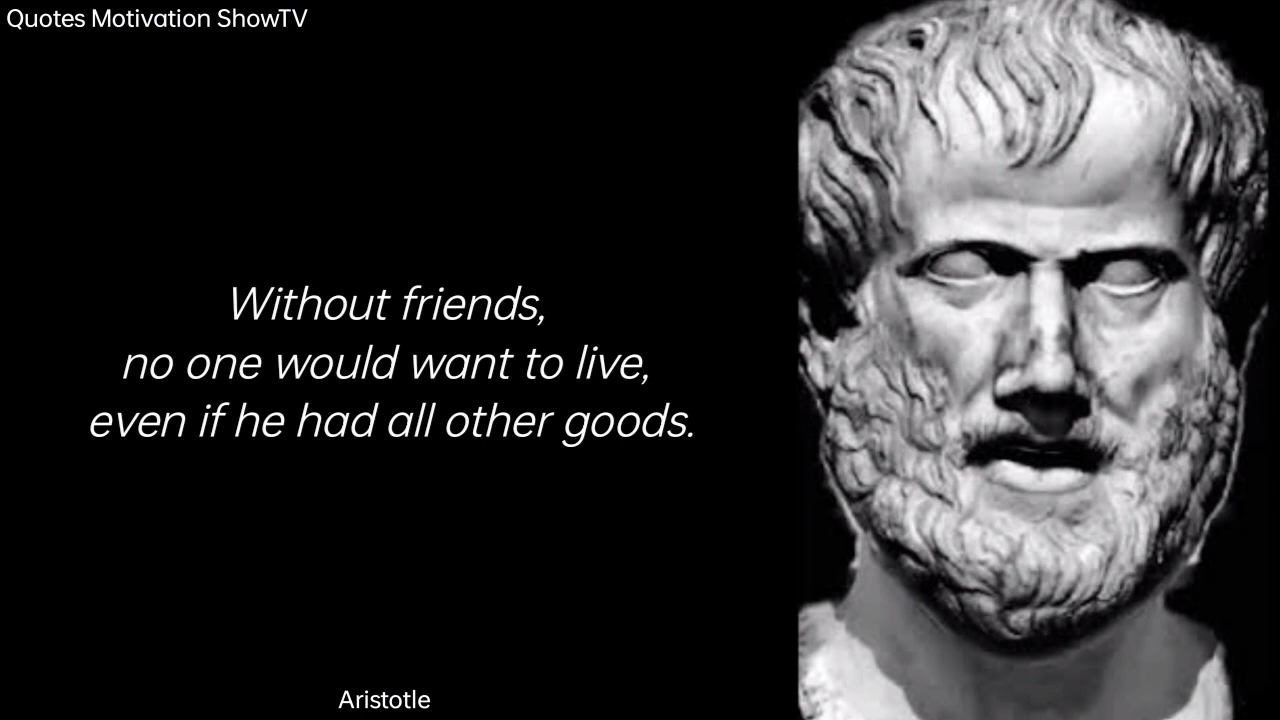 Quotes Motivation ShowTV
Without friends,
no one would want to live,
even if he had all other goods.
Aristotle